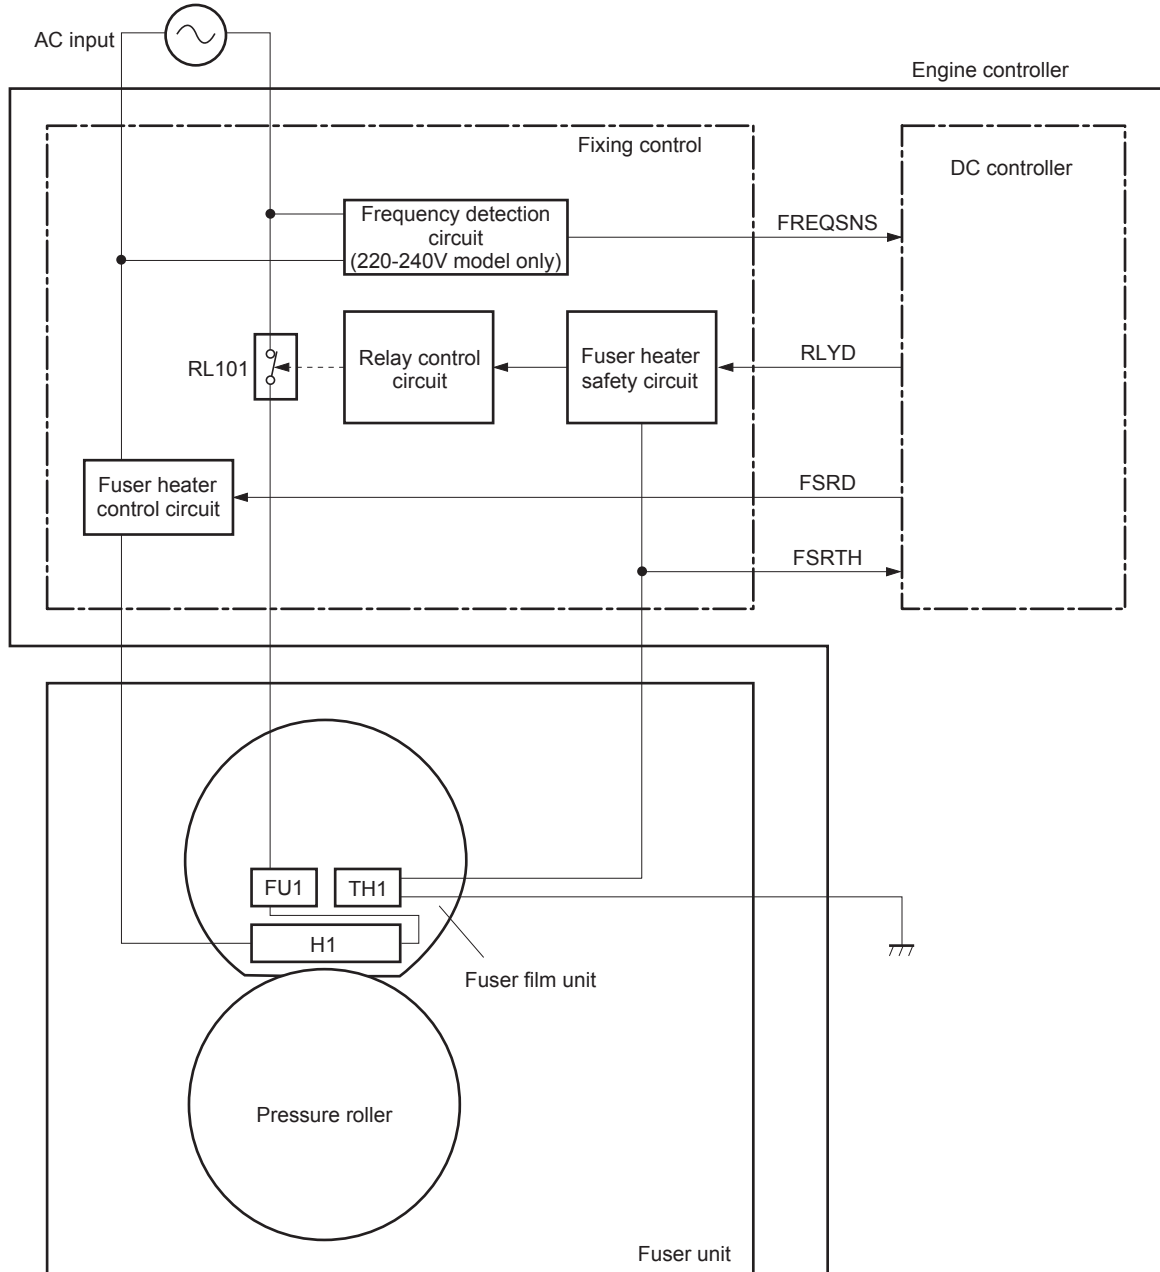 AC input
Engine controller
Fixing control
DC controller
Frequency detection
circuit
(220-240V model only)
FREQSNS
RL101
Relay control
circuit
Fuser heater
safety circuit
RLYD
Fuser heater
control circuit
FSRD
FSRTH
FU1
TH1
H1
Fuser film unit
Pressure roller
Fuser unit